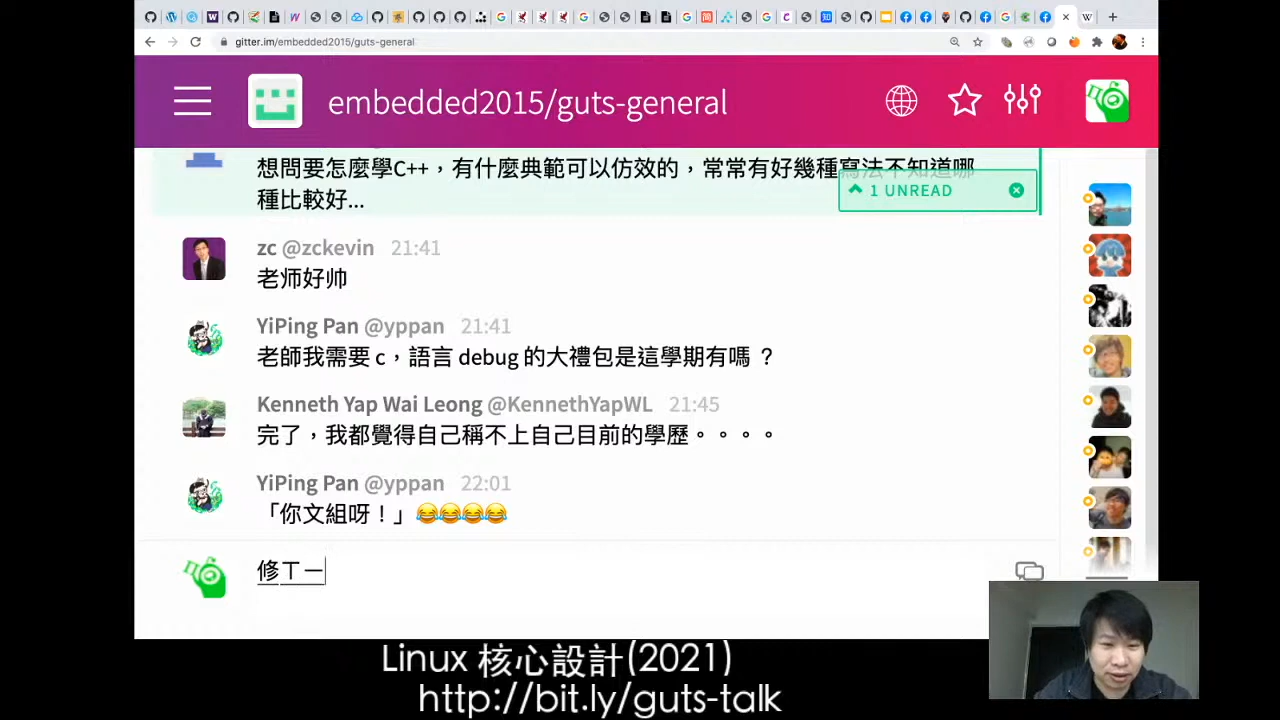 gitter.im/embedded2015/guts-general
embedded2015/guts-general
想問要怎麼學C++，有什麼典範可以仿效的，常常有好幾種寫法不知道哪
種比較好...
1 UNREAD
zc @zckevin 21:41
老师好帅
YiPing Pan @yppan 21:41
老師我需要 c，語言 debug 的大禮包是這學期有嗎 ？
Kenneth Yap Wai Leong @KennethYapWL 21:45
完了，我都覺得自己稱不上自己目前的學歷。。。。
YiPing Pan @yppan 22:01
「你文組呀！」😂😂😂😂
修ㄒㄧ
Linux 核心設計(2021)
http://bit.ly/guts-talk